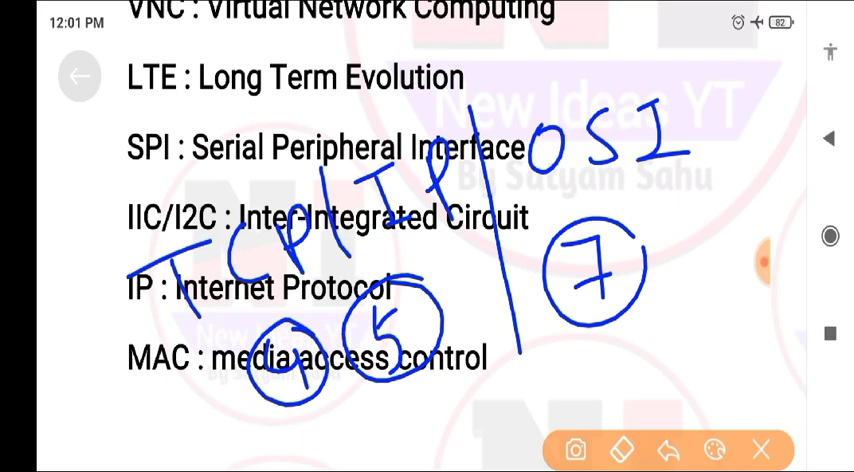 12:01 PM
82
VNC : Virtual Network Computing
LTE : Long Term Evolution
New Ideas YT
SPI : Serial Peripheral Interface
OSI
By Satyam Sahu
TCP/IP/
IIC/I2C : Inter-Integrated Circuit
7
IP : Internet Protocol
5
4
MAC : media access control